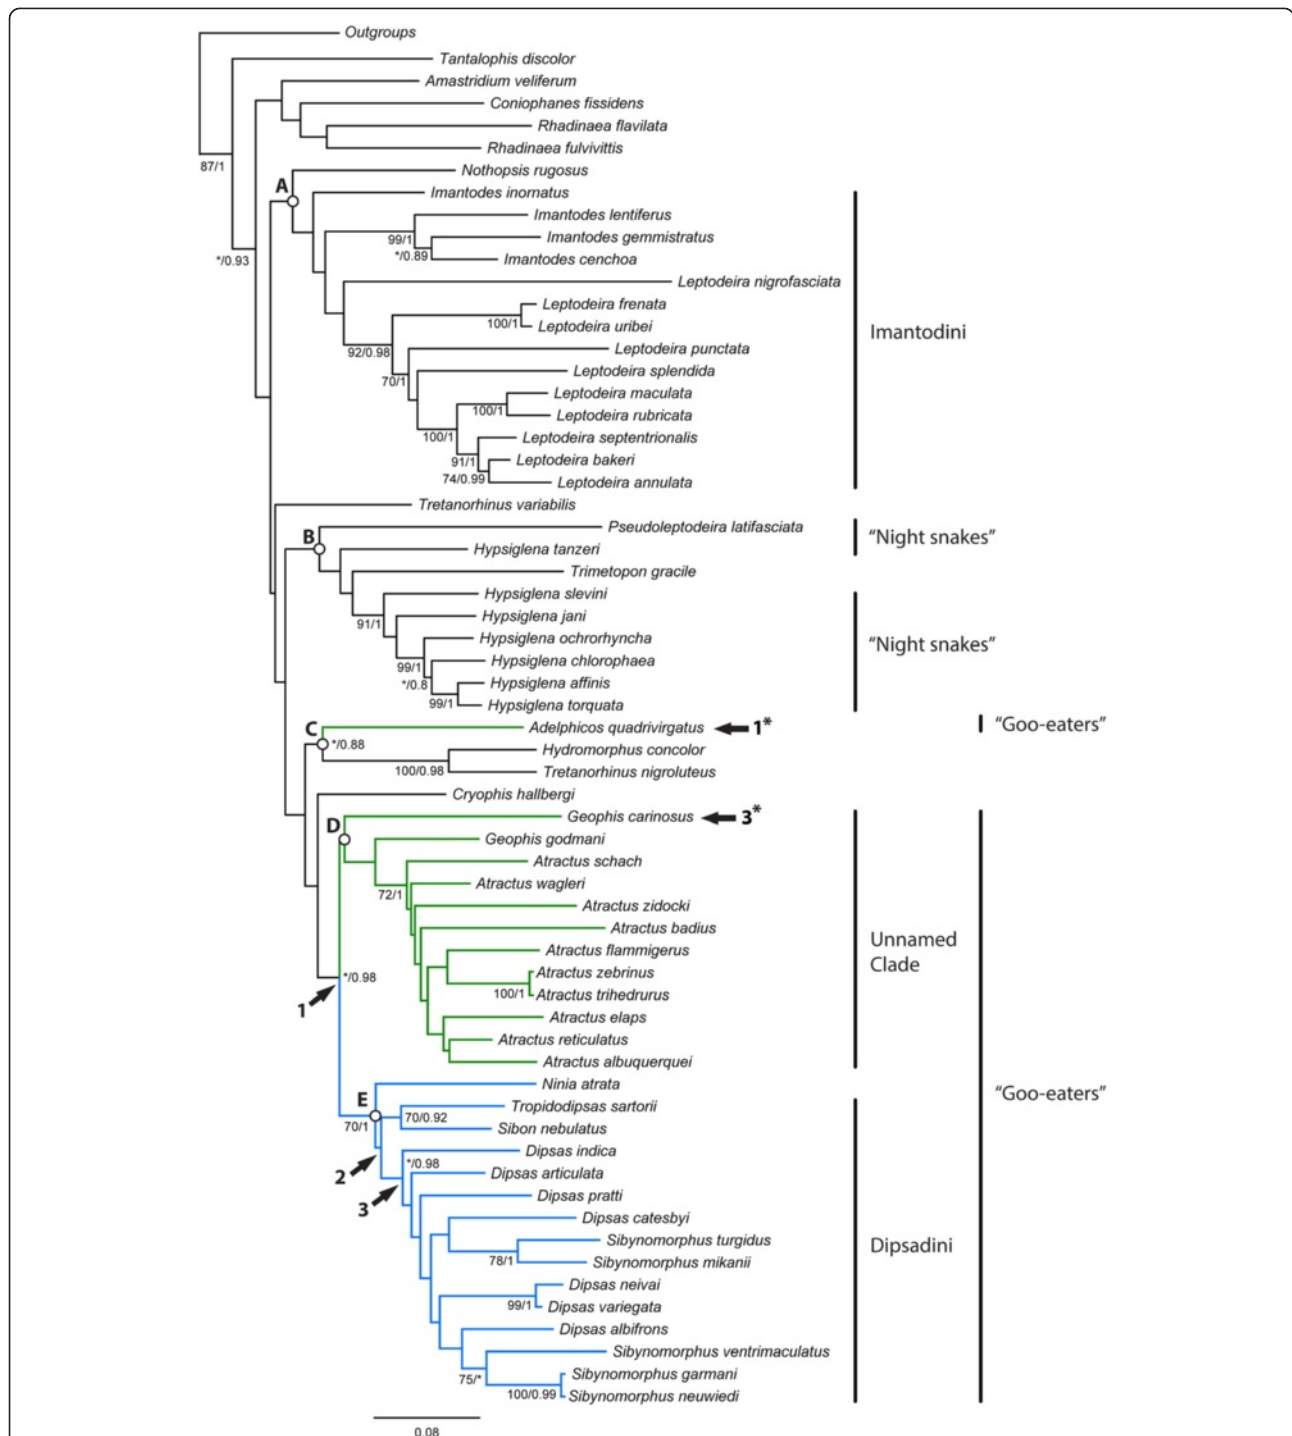 Outgroups
Tantalophis discolor
Amastridium veliferum
Coniophanes fissidens
Rhadinaea flavilata
Rhadinaea fulvivittis
87/1
Nothopsis rugosus
A
Imantodes inornatus
Imantodes lentiferus
99/1
Imantodes gemmistratus
*/0.89
*/0.93
Imantodes cenchoa
Leptodeira nigrofasciata
Leptodeira frenata
100/1
Leptodeira uribei
Imantodini
92/0.98
Leptodeira punctata
Leptodeira splendida
70/1
Leptodeira maculata
100/1
Leptodeira rubricata
100/1
Leptodeira septentrionalis
91/1
Leptodeira bakeri
74/0.99
Leptodeira annulata
Tretanorhinus variabilis
Pseudoleptodeira latifasciata
B
"Night snakes"
Hypsiglena tanzeri
Trimetopon gracile
Hypsiglena slevini
Hypsiglena jani
91/1
Hypsiglena ochrorhyncha
"Night snakes"
Hypsiglena chlorophaea
99/1
*/0.8
Hypsiglena affinis
99/1
Hypsiglena torquata
C
Adelphicos quadrivirgatus
1*
"Goo-eaters"
*/0.88
Hydromorphus concolor
100/0.98
Tretanorhinus nigroluteus
Cryophis hallbergi
Geophis carinosus
3*
D
Geophis godmani
Atractus schach
72/1
Atractus wagleri
Atractus zidocki
Atractus badius
Unnamed
Clade
Atractus flammigerus
Atractus zebrinus
*/0.98
100/1
Atractus trihedrurus
1
Atractus elaps
Atractus reticulatus
Atractus albuquerquei
Ninia atrata
"Goo-eaters"
E
Tropidodipsas sartorii
70/0.92
70/1
Sibon nebulatus
Dipsas indica
*/0.98
2
Dipsas articulata
3
Dipsas pratti
Dipsas catesbyi
Sibynomorphus turgidus
Dipsadini
78/1
Sibynomorphus mikanii
Dipsas neivai
99/1
Dipsas variegata
Dipsas albifrons
Sibynomorphus ventrimaculatus
75/*
Sibynomorphus garmani
100/0.99
Sibynomorphus neuwiedi
0.08